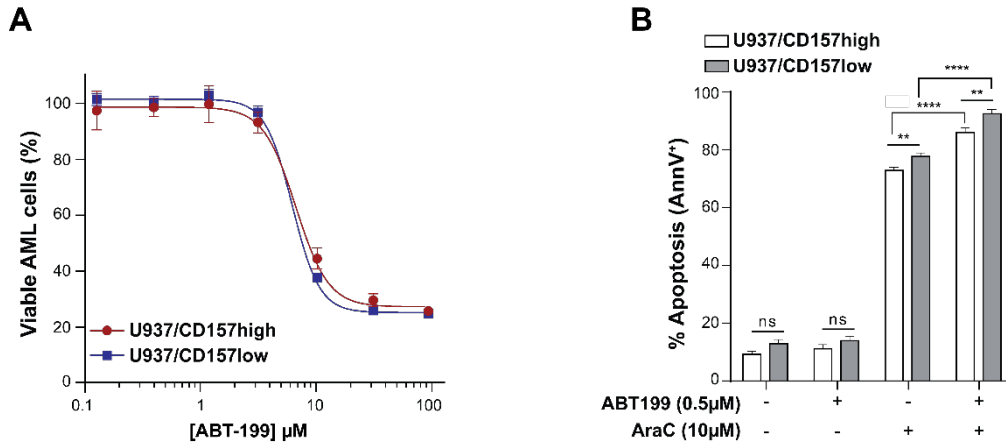 A
Viable AML cells (%)
100
80
60
40
20
0
U937/CD157high
U937/CD157low
0.1
1
10
100
[ABT-199] µM
B
U937/CD157high
U937/CD157low
% Apoptosis (AnnV⁺)
100
80
60
40
20
0
ns
ns
**
****
****
**
ABT199 (0.5µM) - + - +
AraC (10µM) - - + +